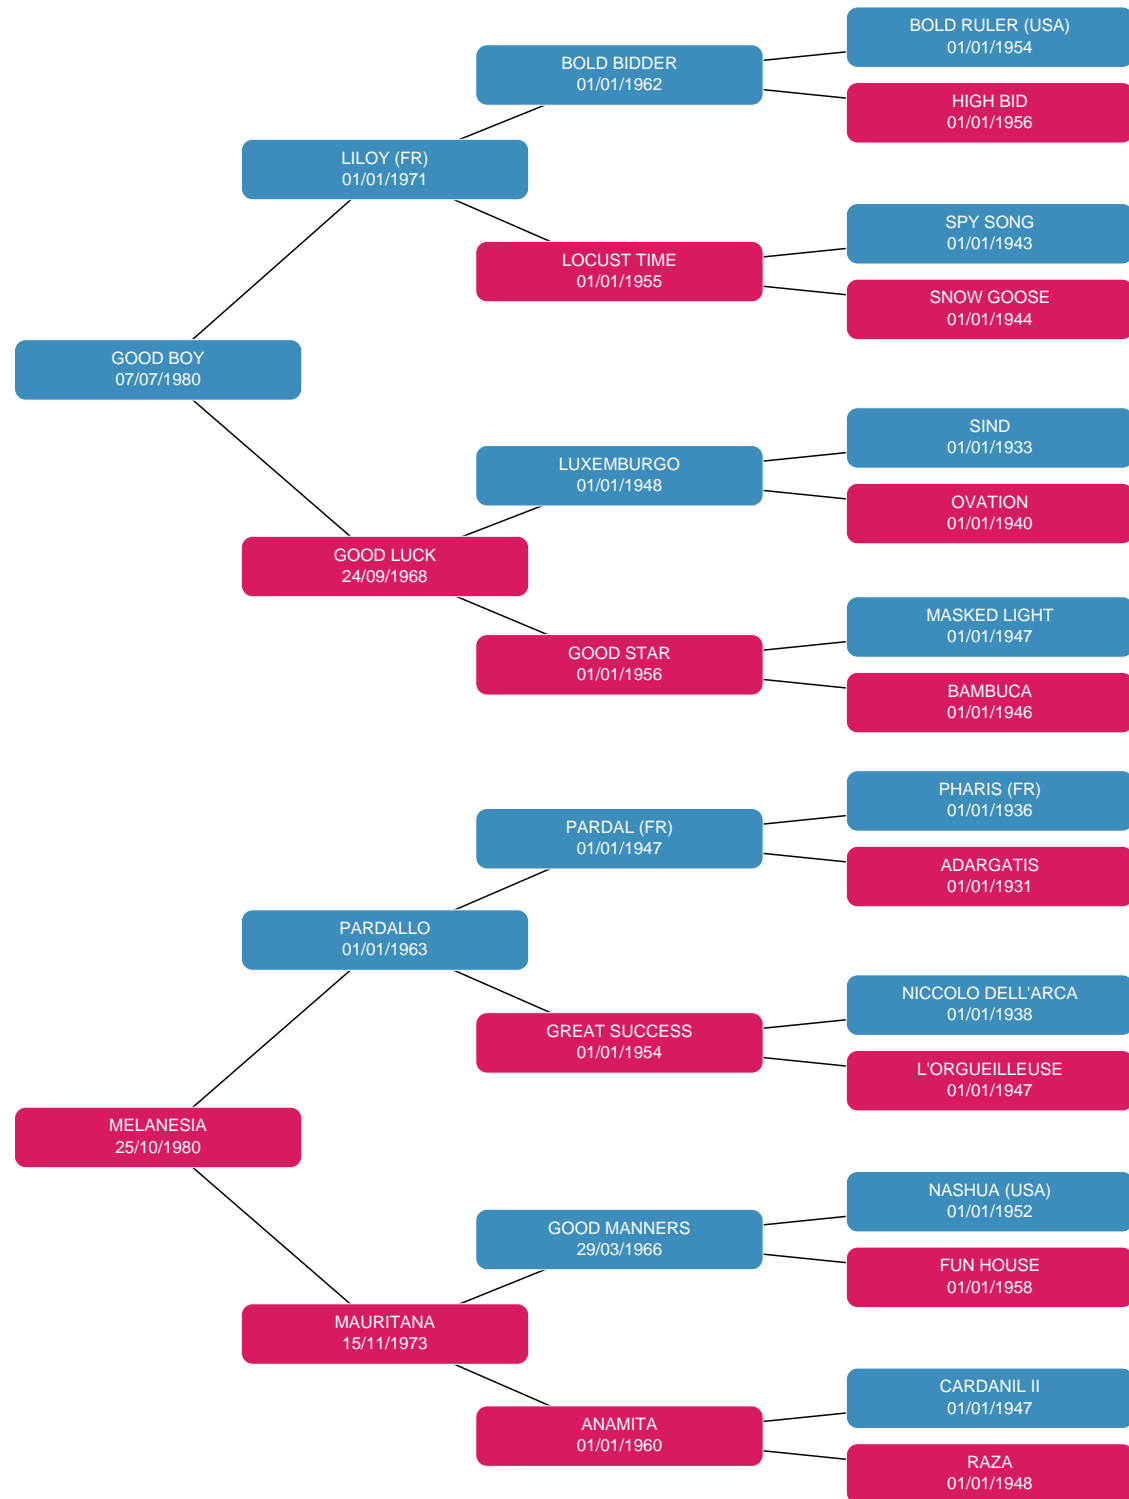 BOLD RULER (USA)
01/01/1954
BOLD BIDDER
01/01/1962
HIGH BID
01/01/1956
LILOY (FR)
01/01/1971
SPY SONG
01/01/1943
LOCUST TIME
01/01/1955
SNOW GOOSE
01/01/1944
GOOD BOY
07/07/1980
SIND
01/01/1933
LUXEMBURGO
01/01/1948
OVATION
01/01/1940
GOOD LUCK
24/09/1968
MASKED LIGHT
01/01/1947
GOOD STAR
01/01/1956
BAMBUCA
01/01/1946
PHARIS (FR)
01/01/1936
PARDAL (FR)
01/01/1947
ADARGATIS
01/01/1931
PARDALLO
01/01/1963
NICCOLO DELL'ARCA
01/01/1938
GREAT SUCCESS
01/01/1954
L'ORGUEILLEUSE
01/01/1947
MELANESIA
25/10/1980
NASHUA (USA)
01/01/1952
GOOD MANNERS
29/03/1966
FUN HOUSE
01/01/1958
MAURITANA
15/11/1973
CARDANIL II
01/01/1947
ANAMITA
01/01/1960
RAZA
01/01/1948